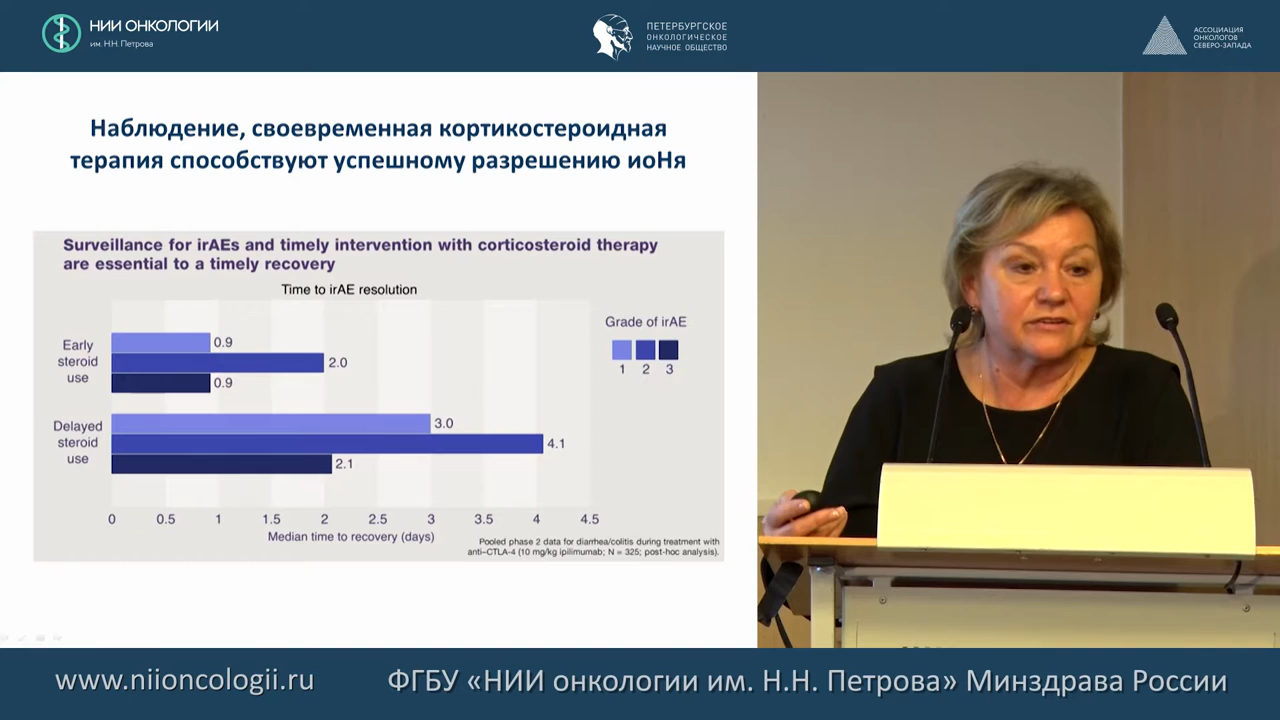 НИИ ОНКОЛОГИИ
им. Н.Н. Петрова
ПЕТЕРБУРГСКОЕ
ОНКОЛОГИЧЕСКОЕ
НАУЧНОЕ ОБЩЕСТВО
АССОЦИАЦИЯ
ОНКОЛОГОВ
СЕВЕРО-ЗАПАДА
Наблюдение, своевременная кортикостероидная
терапия способствуют успешному разрешению иоНя
Surveillance for irAEs and timely intervention with corticosteroid therapy
are essential to a timely recovery
Time to irAE resolution
Grade of irAE
1 2 3
Early
steroid
use
0.9
2.0
0.9
Delayed
steroid
use
3.0
4.1
2.1
0 0.5 1 1.5 2 2.5 3 3.5 4 4.5
Median time to recovery (days)
Pooled phase 2 data for diarrhea/colitis during treatment with
anti–CTLA-4 (10 mg/kg ipilimumab; N = 325; post-hoc analysis).
www.niioncologii.ru
ФГБУ «НИИ онкологии им. Н.Н. Петрова» Минздрава России